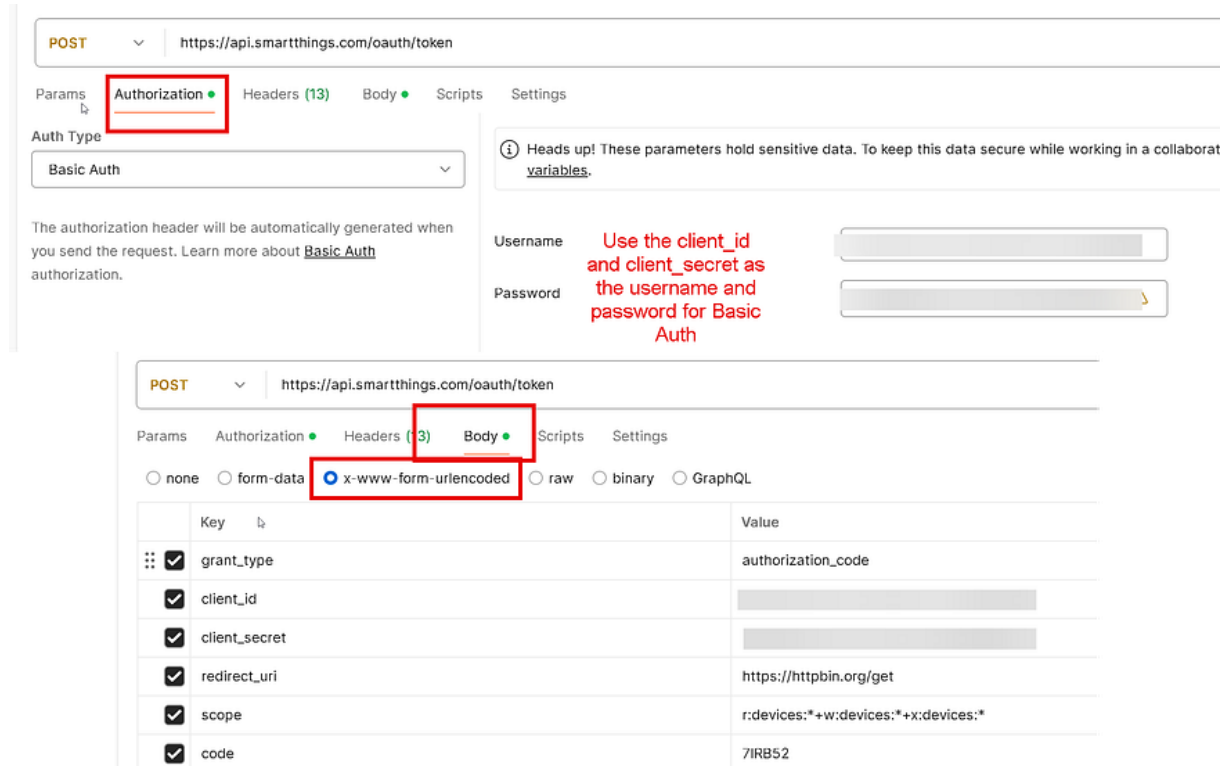 POST https://api.smartthings.com/oauth/token
Params Authorization Headers (13) Body Scripts Settings
Auth Type
Basic Auth
The authorization header will be automatically generated when
you send the request. Learn more about Basic Auth
authorization.
Heads up! These parameters hold sensitive data. To keep this data secure while working in a collaborat
variables.
Username
Password
Use the client_id
and client_secret as
the username and
password for Basic
Auth
POST https://api.smartthings.com/oauth/token
Params Authorization Headers (13) Body Scripts Settings
none form-data x-www-form-urlencoded raw binary GraphQL
Key Value
grant_type authorization_code
client_id
client_secret
redirect_uri https://httpbin.org/get
scope r:devices:*+w:devices:*+x:devices:*
code 7IRB52